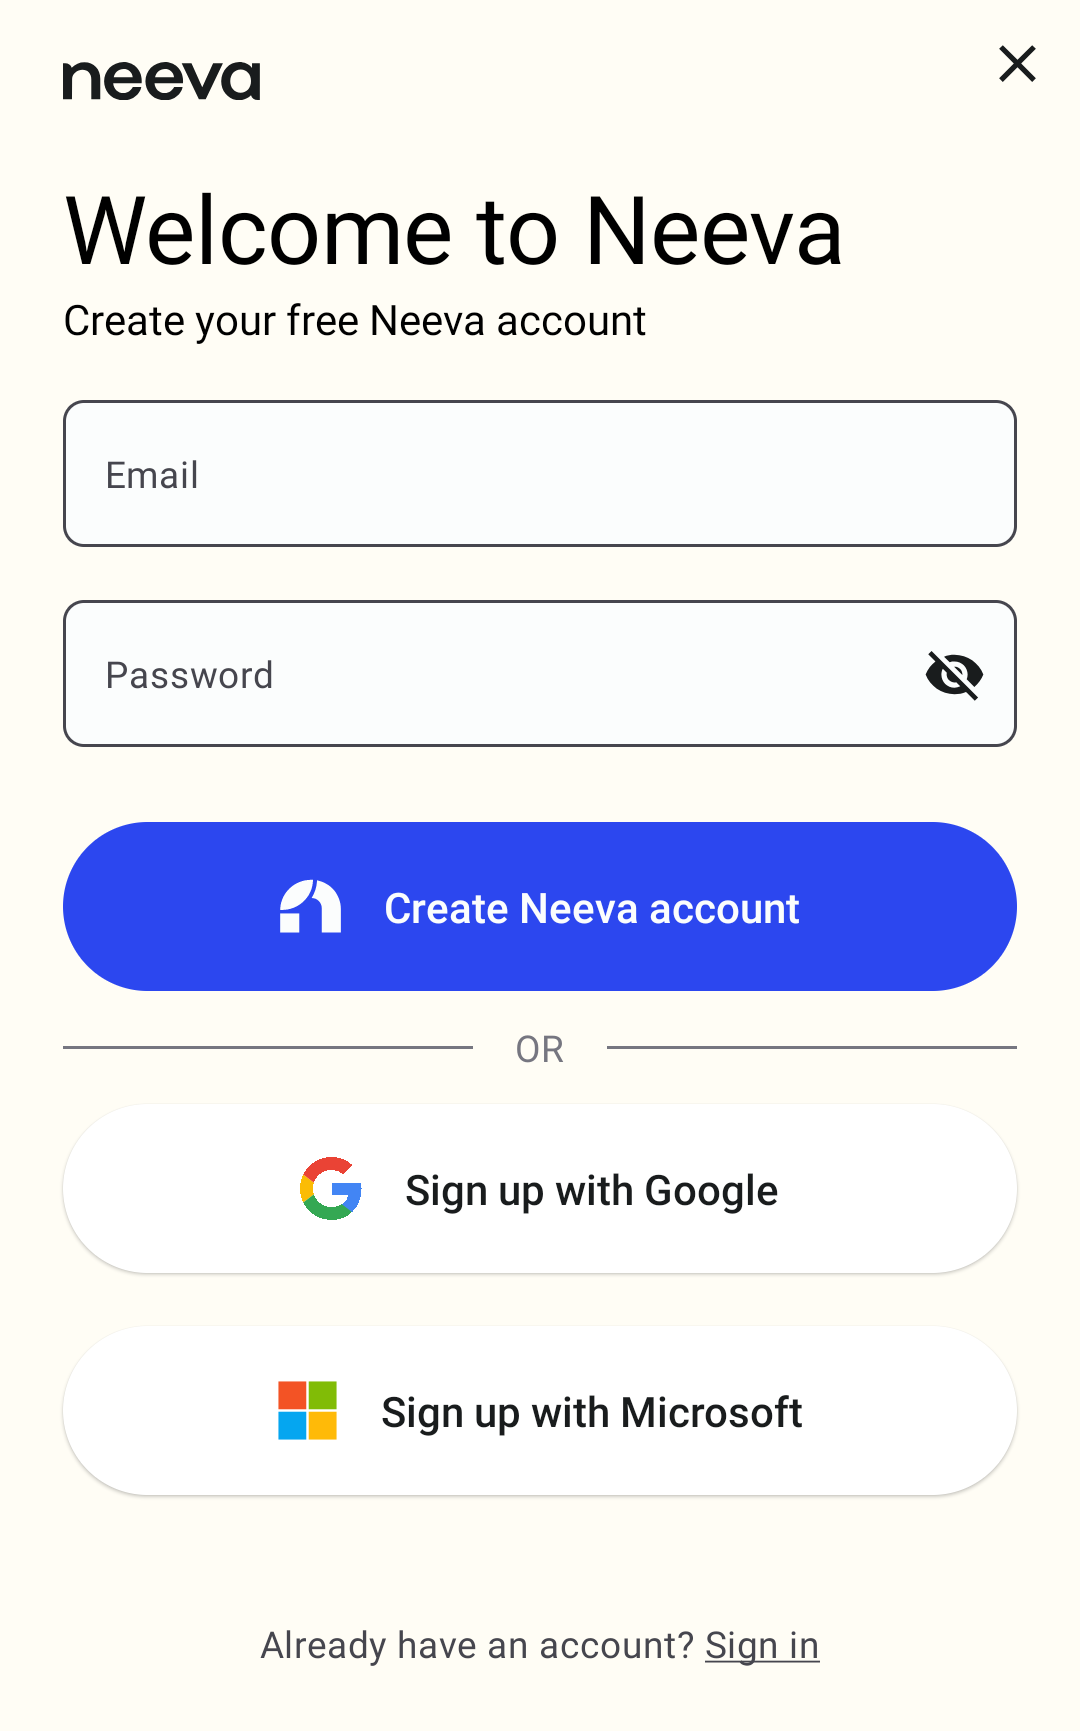 neeva
Welcome to Neeva
Create your free Neeva account
Email
Password
Create Neeva account
OR
Sign up with Google
Sign up with Microsoft
Already have an account? Sign in